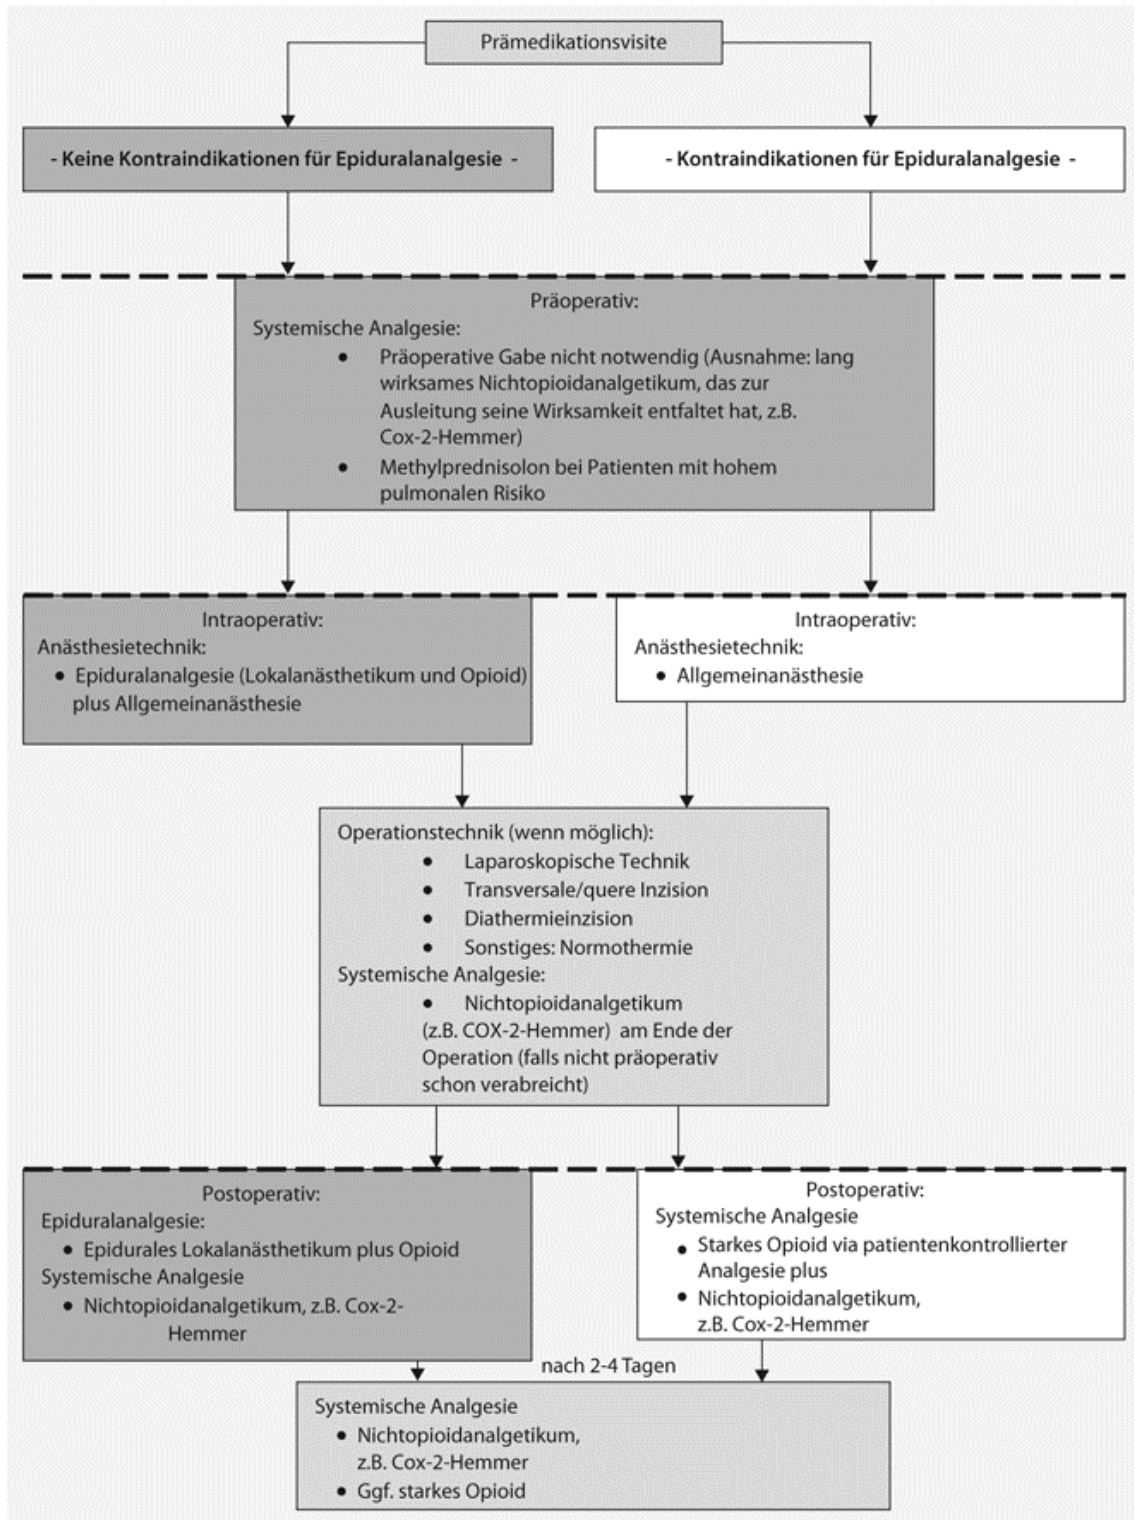 Prämedikationsvisite
- Keine Kontraindikationen für Epiduralanalgesie -
- Kontraindikationen für Epiduralanalgesie -
Präoperativ:
Systemische Analgesie:
● Präoperative Gabe nicht notwendig (Ausnahme: lang
wirksames Nichtopioidanalgetikum, das zur
Ausleitung seine Wirksamkeit entfaltet hat, z.B.
Cox-2-Hemmer)
● Methylprednisolon bei Patienten mit hohem
pulmonalen Risiko
Intraoperativ:
Anästhesietechnik:
● Epiduralanalgesie (Lokalanästhetikum und Opioid)
plus Allgemeinanästhesie
Intraoperativ:
Anästhesietechnik:
● Allgemeinanästhesie
Operationstechnik (wenn möglich):
● Laparoskopische Technik
● Transversale/quere Inzision
● Diathermieinzision
● Sonstiges: Normothermie
Systemische Analgesie:
● Nichtopioidanalgetikum
(z.B. COX-2-Hemmer) am Ende der
Operation (falls nicht präoperativ
schon verabreicht)
Postoperativ:
Epiduralanalgesie:
● Epidurales Lokalanästhetikum plus Opioid
Systemische Analgesie
● Nichtopioidanalgetikum, z.B. Cox-2-
Hemmer
Postoperativ:
Systemische Analgesie
● Starkes Opioid via patientenkontrollierter
Analgesie plus
● Nichtopioidanalgetikum,
z.B. Cox-2-Hemmer
nach 2-4 Tagen
Systemische Analgesie
● Nichtopioidanalgetikum,
z.B. Cox-2-Hemmer
● Ggf. starkes Opioid